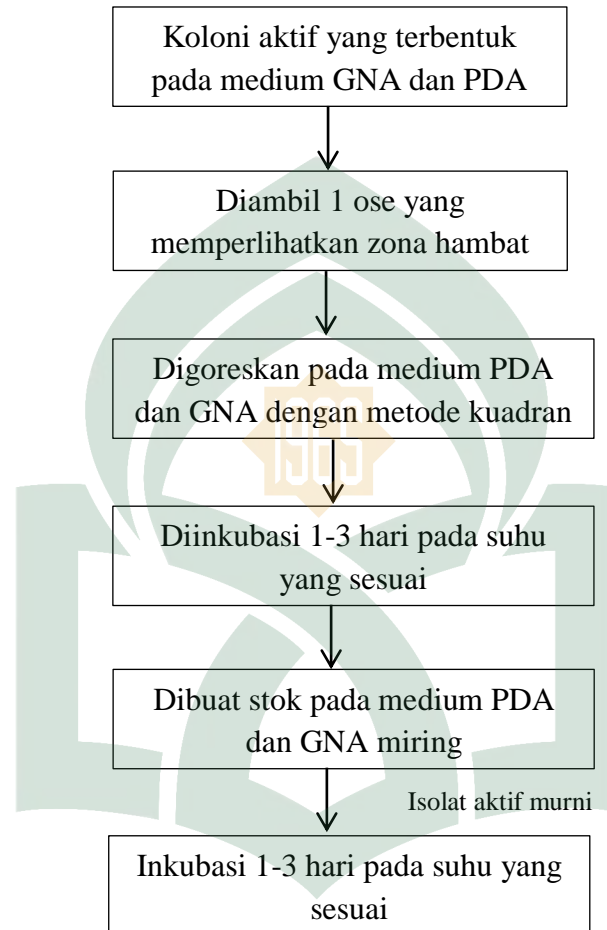 Koloni aktif yang terbentuk
pada medium GNA dan PDA
Diambil 1 ose yang
memperlihatkan zona hambat
Digoreskan pada medium PDA
dan GNA dengan metode kuadran
1965
Diinkubasi 1-3 hari pada suhu
yang sesuai
Dibuat stok pada medium PDA
dan GNA miring
Isolat aktif murni
Inkubasi 1-3 hari pada suhu yang
sesuai